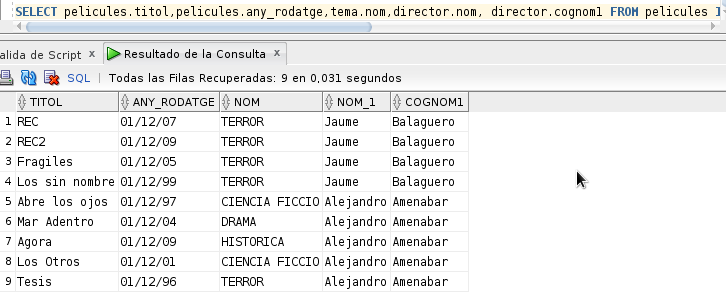 SELECT pelicules.titol,pelicules.any_rodatge,tema.nom,director.nom, director.cognom1 FROM pelicules
alida de Script x Resultado de la Consulta x
SQL | Todas las Filas Recuperadas: 9 en 0,031 segundos
TITOL ANY_RODATGE NOM NOM_1 COGNOM1
1 REC 01/12/07 TERROR Jaume Balaguero
2 REC2 01/12/09 TERROR Jaume Balaguero
3 Fragiles 01/12/05 TERROR Jaume Balaguero
4 Los sin nombre 01/12/99 TERROR Jaume Balaguero
5 Abre los ojos 01/12/97 CIENCIA FICCIO Alejandro Amenabar
6 Mar Adentro 01/12/04 DRAMA Alejandro Amenabar
7 Agora 01/12/09 HISTORICA Alejandro Amenabar
8 Los Otros 01/12/01 CIENCIA FICCIO Alejandro Amenabar
9 Tesis 01/12/96 TERROR Alejandro Amenabar